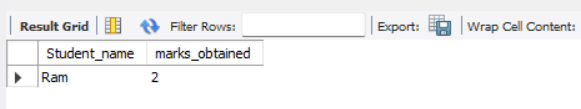 Result Grid Filter Rows: Export: Wrap Cell Content:
Student_name marks_obtained
Ram 2